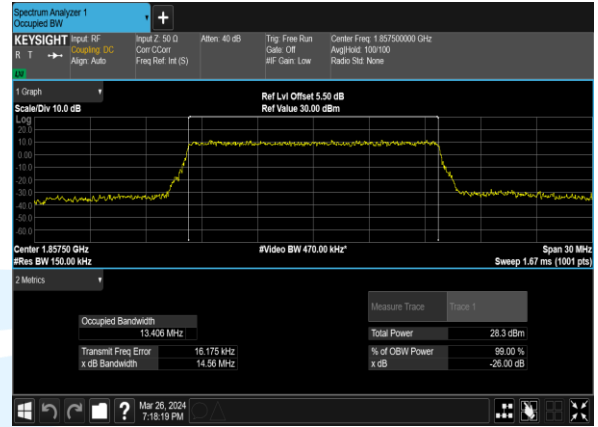 Spectrum Analyzer 1
Occupied BW
KEYSIGHT
R T
LW
Input: RF
Coupling: DC
Align: Auto
Input Z: 50 Ω
Corr CCorr
Freq Ref: Int (S)
Atten: 40 dB
Trig: Free Run
Gate: Off
#IF Gain: Low
Center Freq: 1.857500000 GHz
Avg|Hold: 100/100
Radio Std: None
1 Graph
Scale/Div 10.0 dB
Ref Lvl Offset 5.50 dB
Ref Value 30.00 dBm
Log
20.0
10.0
0.00
-10.0
-20.0
-30.0
-40.0
-50.0
-60.0
Center 1.85750 GHz
#Res BW 150.00 kHz
#Video BW 470.00 kHz*
Span 30 MHz
Sweep 1.67 ms (1001 pts)
2 Metrics
Measure Trace Trace 1
Occupied Bandwidth
13.406 MHz
Total Power 28.3 dBm
Transmit Freq Error 16.175 kHz
x dB Bandwidth 14.56 MHz
% of OBW Power 99.00 %
x dB -26.00 dB
?
Mar 26, 2024
7:18:19 PM